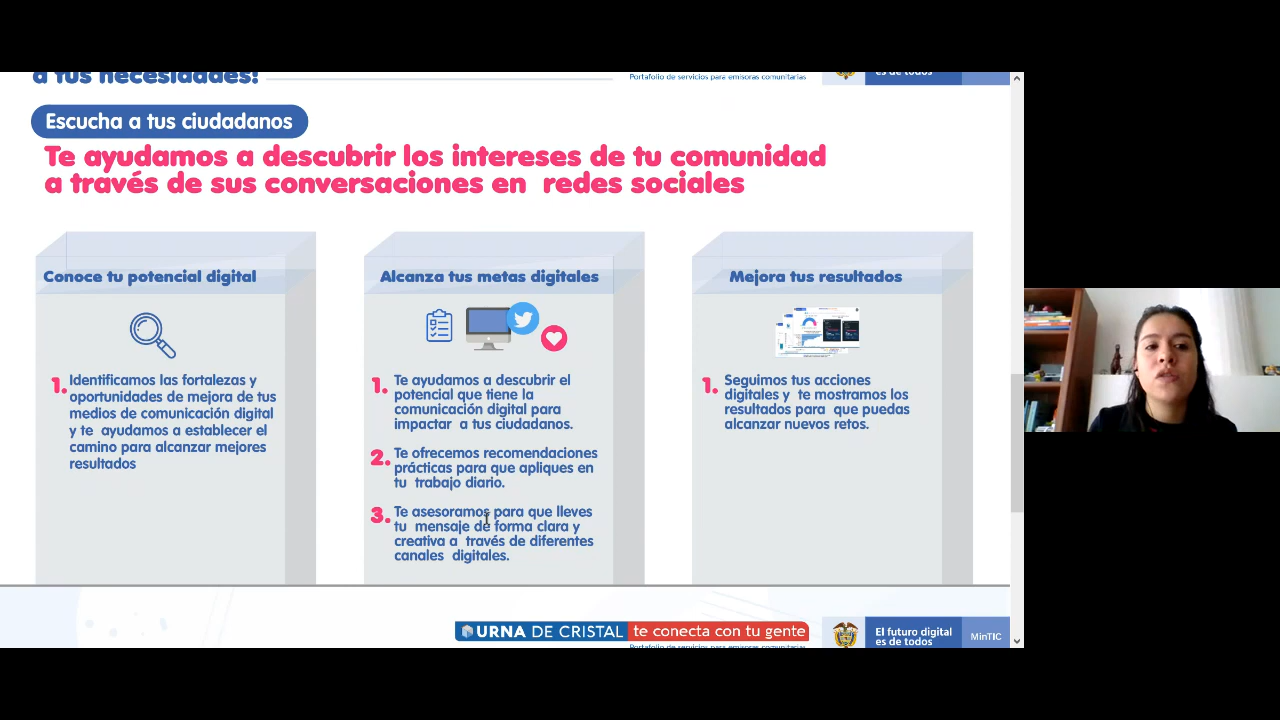 a tus necesidades!
Portafolio de servicios para emisoras comunitarias
es de todos
Escucha a tus ciudadanos
Te ayudamos a descubrir los intereses de tu comunidad
a través de sus conversaciones en redes sociales
Conoce tu potencial digital
1. Identificamos las fortalezas y
oportunidades de mejora de tus
medios de comunicación digital
y te ayudamos a establecer el
camino para alcanzar mejores
resultados
Alcanza tus metas digitales
1. Te ayudamos a descubrir el
potencial que tiene la
comunicación digital para
impactar a tus ciudadanos.
2. Te ofrecemos recomendaciones
prácticas para que apliques en
tu trabajo diario.
3. Te asesoramos para que lleves
tu mensaje de forma clara y
creativa a través de diferentes
canales digitales.
Mejora tus resultados
1. Seguimos tus acciones
digitales y te mostramos los
resultados para que puedas
alcanzar nuevos retos.
URNA DE CRISTAL te conecta con tu gente
Portafolio de servicios para emisoras comunitarias
El futuro digital
es de todos
MinTIC